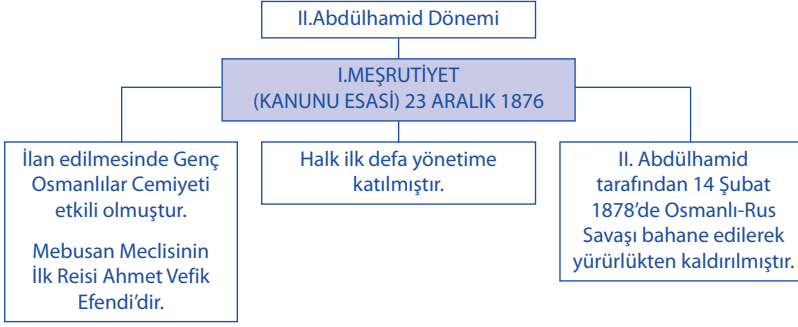 II.Abdülhamid Dönemi
I.MEŞRUTİYET
(KANUNU ESASİ) 23 ARALIK 1876
İlan edilmesinde Genç
Osmanlılar Cemiyeti
etkili olmuştur.
Mebusan Meclisinin
İlk Reisi Ahmet Vefik
Efendi’dir.
Halk ilk defa yönetime
katılmıştır.
II. Abdülhamid
tarafından 14 Şubat
1878’de Osmanlı-Rus
Savaşı bahane edilerek
yürürlükten kaldırılmıştır.